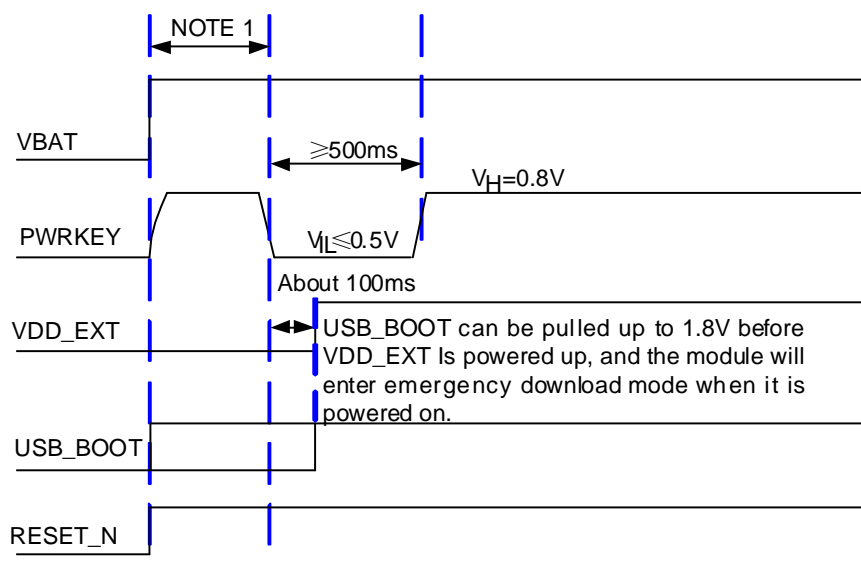 NOTE 1
VBAT
≥500ms
VH=0.8V
PWRKEY
VIL≤0.5V
About 100ms
VDD_EXT
USB_BOOT can be pulled up to 1.8V before
VDD_EXT Is powered up, and the module will
enter emergency download mode when it is
powered on.
USB_BOOT
RESET_N